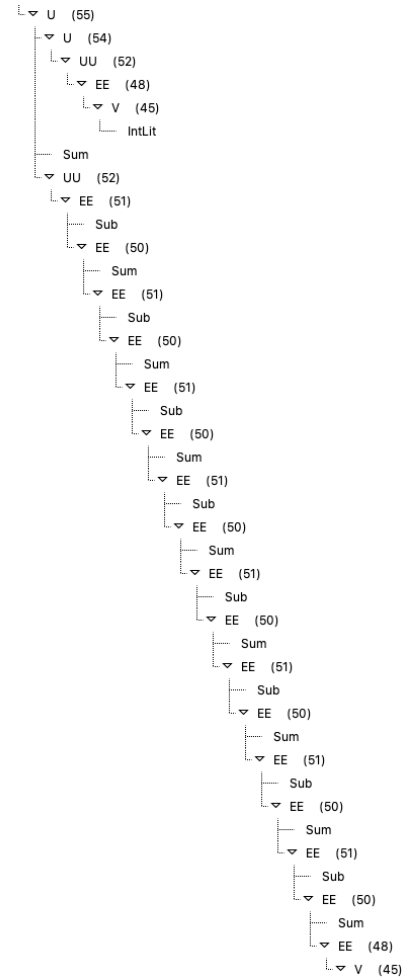 U (55)
U (54)
UU (52)
EE (48)
V (45)
IntLit
Sum
UU (52)
EE (51)
Sub
EE (50)
Sum
EE (51)
Sub
EE (50)
Sum
EE (51)
Sub
EE (50)
Sum
EE (51)
Sub
EE (50)
Sum
EE (51)
Sub
EE (50)
Sum
EE (51)
Sub
EE (50)
Sum
EE (51)
Sub
EE (50)
Sum
EE (51)
Sub
EE (50)
Sum
EE (48)
V (45)